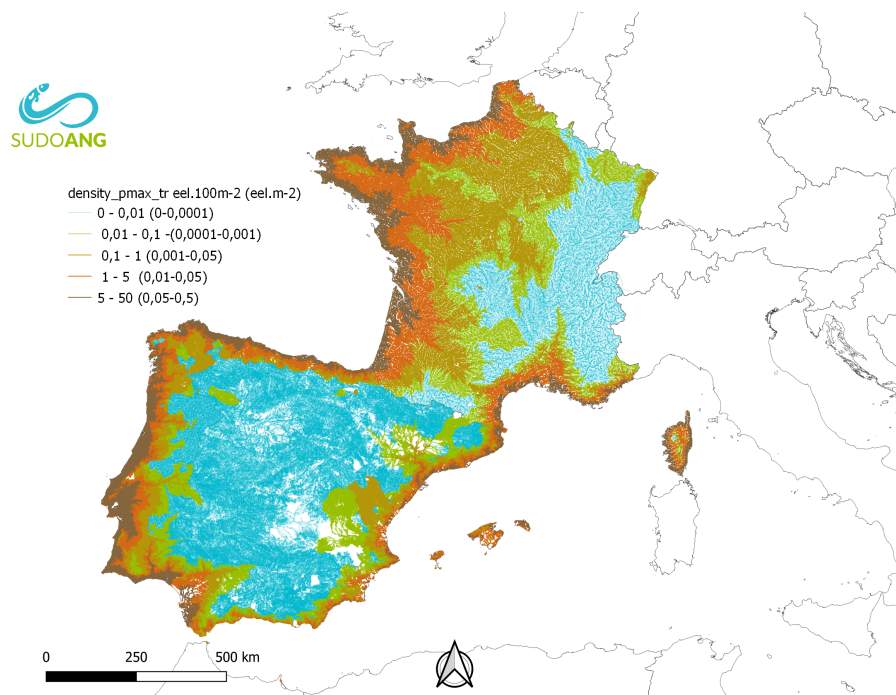 SUDOANG
density_pmax_tr eel.100m-2 (eel.m-2)
0 - 0,01 (0-0,0001)
0,01 - 0,1 -(0,0001-0,001)
0,1 - 1 (0,001-0,05)
1 - 5 (0,01-0,05)
5 - 50 (0,05-0,5)
0 250 500 km